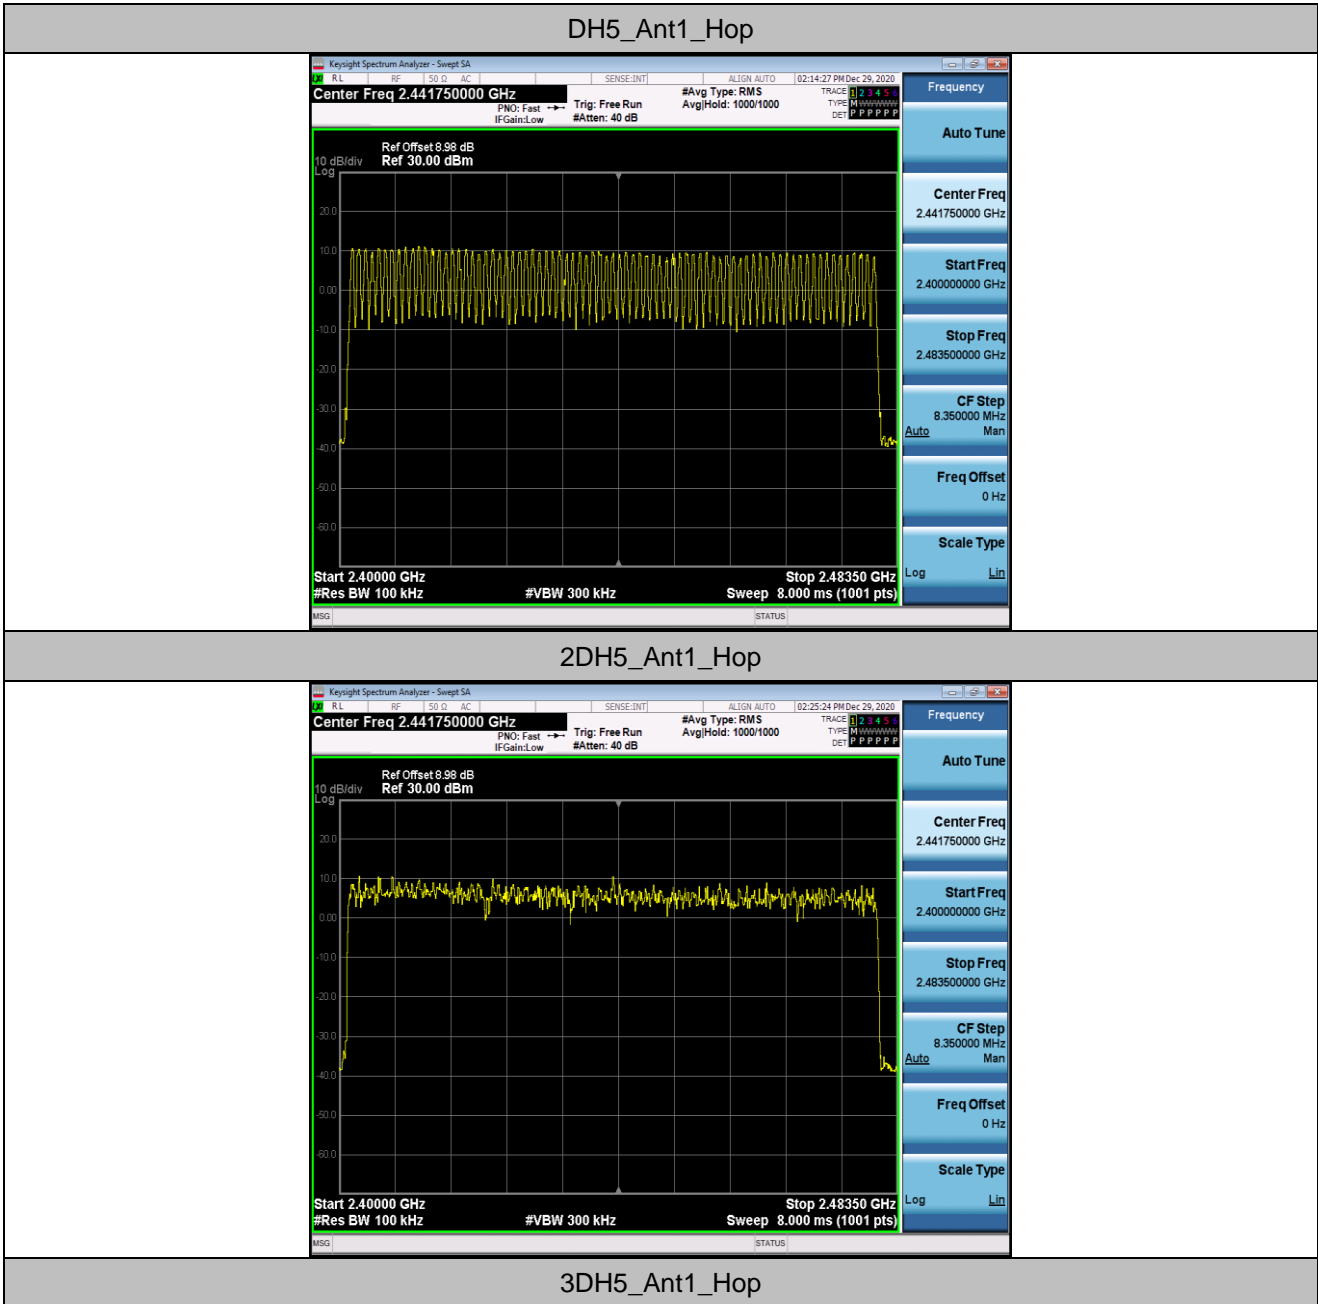 DH5_Ant1_Hop
Keysight Spectrum Analyzer - Swept SA
RL RF 50 Ω AC SENSE:INT ALIGN AUTO 02:14:27 PM Dec 29, 2020
Center Freq 2.441750000 GHz
PNO: Fast
IFGain:Low
Trig: Free Run
#Atten: 40 dB
#Avg Type: RMS
Avg|Hold: 1000/1000
TRACE 1 2 3 4 5 6
TYPE M WWWWW
DET P P P P P P
Frequency
Auto Tune
Center Freq
2.441750000 GHz
Start Freq
2.400000000 GHz
Stop Freq
2.483500000 GHz
CF Step
8.350000 MHz
Auto Man
Freq Offset
0 Hz
Scale Type
Log Lin
Ref Offset 8.98 dB
10 dB/div Ref 30.00 dBm
Log
20.0
10.0
0.00
-10.0
-20.0
-30.0
-40.0
-50.0
-60.0
Start 2.40000 GHz Stop 2.48350 GHz
#Res BW 100 kHz #VBW 300 kHz Sweep 8.000 ms (1001 pts)
MSG STATUS
2DH5_Ant1_Hop
Keysight Spectrum Analyzer - Swept SA
RL RF 50 Ω AC SENSE:INT ALIGN AUTO 02:25:24 PM Dec 29, 2020
Center Freq 2.441750000 GHz
PNO: Fast
IFGain:Low
Trig: Free Run
#Atten: 40 dB
#Avg Type: RMS
Avg|Hold: 1000/1000
TRACE 1 2 3 4 5 6
TYPE M WWWWW
DET P P P P P P
Frequency
Auto Tune
Center Freq
2.441750000 GHz
Start Freq
2.400000000 GHz
Stop Freq
2.483500000 GHz
CF Step
8.350000 MHz
Auto Man
Freq Offset
0 Hz
Scale Type
Log Lin
Ref Offset 8.98 dB
10 dB/div Ref 30.00 dBm
Log
20.0
10.0
0.00
-10.0
-20.0
-30.0
-40.0
-50.0
-60.0
Start 2.40000 GHz Stop 2.48350 GHz
#Res BW 100 kHz #VBW 300 kHz Sweep 8.000 ms (1001 pts)
MSG STATUS
3DH5_Ant1_Hop